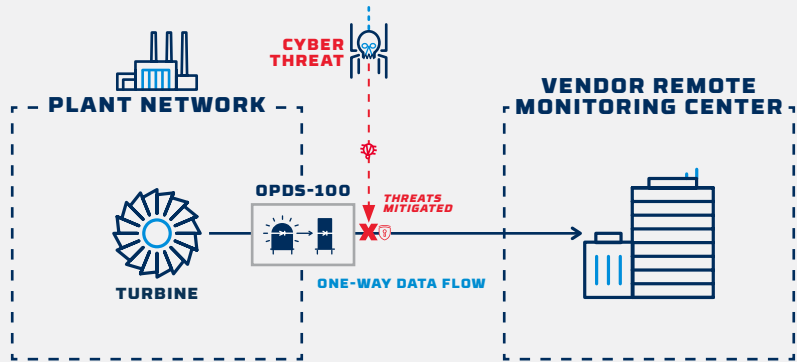 CYBER
THREAT
PLANT NETWORK
VENDOR REMOTE
MONITORING CENTER
OPDS-100
THREATS
MITIGATED
ONE-WAY DATA FLOW
TURBINE